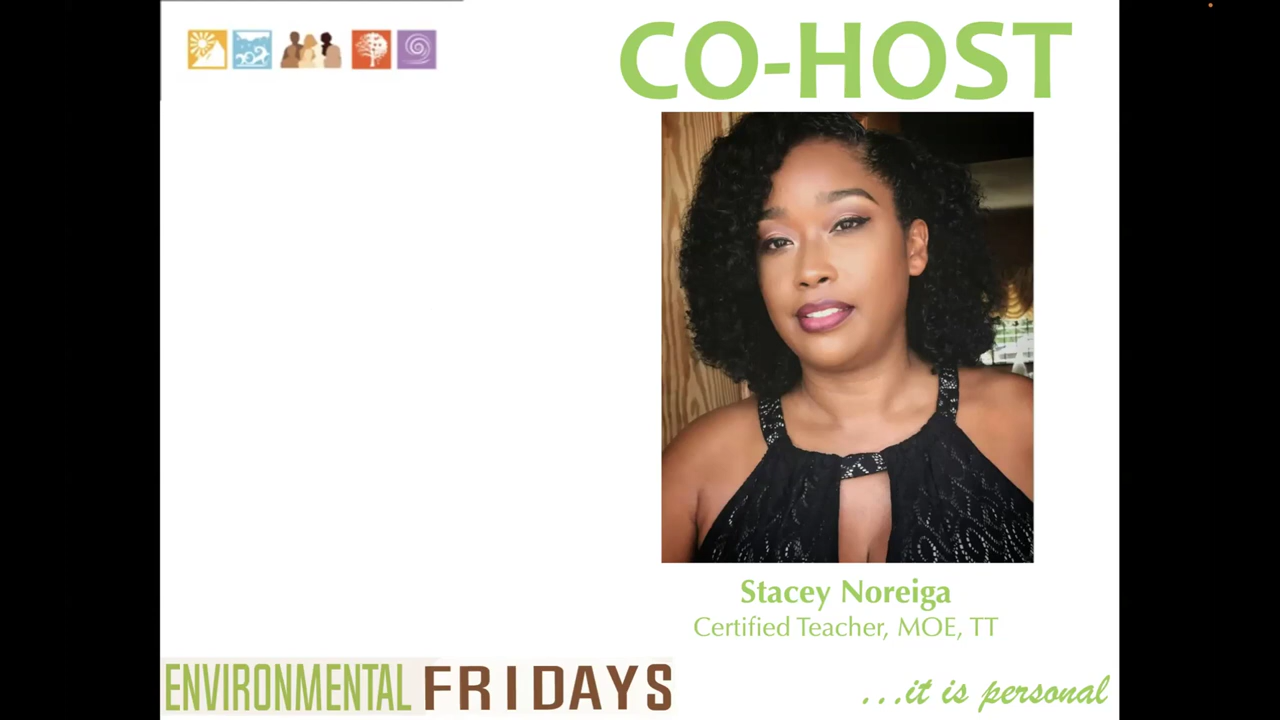 CO-HOST
Stacey Noreiga
Certified Teacher, MOE, TT
ENVIRONMENTAL FRIDAYS
...it is personal